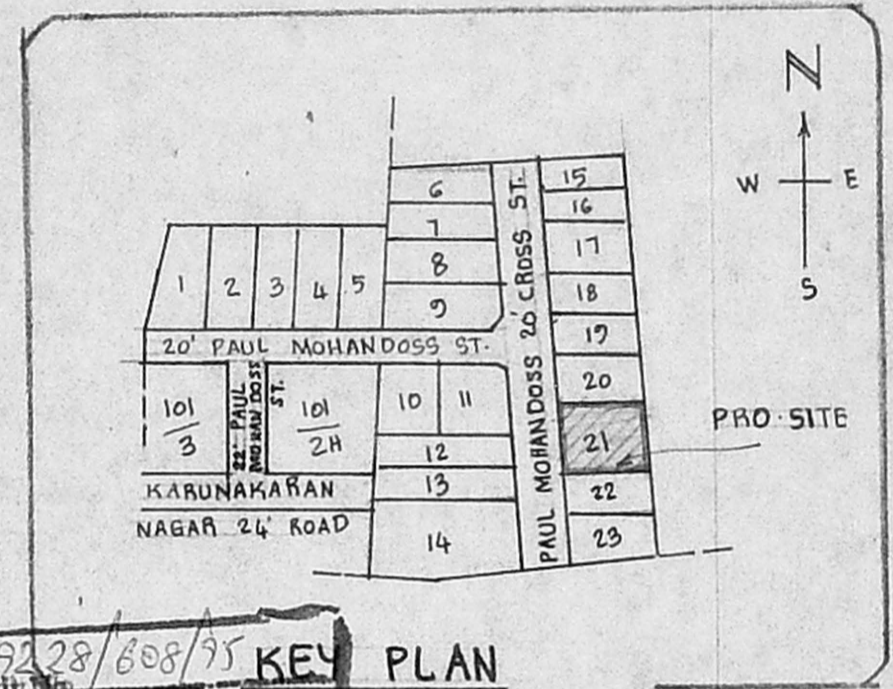 N
W E
S
6
7
8
9
15
16
17
18
19
20
21
22
23
1 2 3 4 5
20' PAUL MOHANDOSS ST.
PAUL MOHANDOSS 20' CROSS ST.
101
3
22' PAUL
MOHANDOSS
ST.
101
2H
10 11
12
13
14
KARUNAKARAN
NAGAR 24' ROAD
PRO·SITE
9228/608/95
KEY PLAN